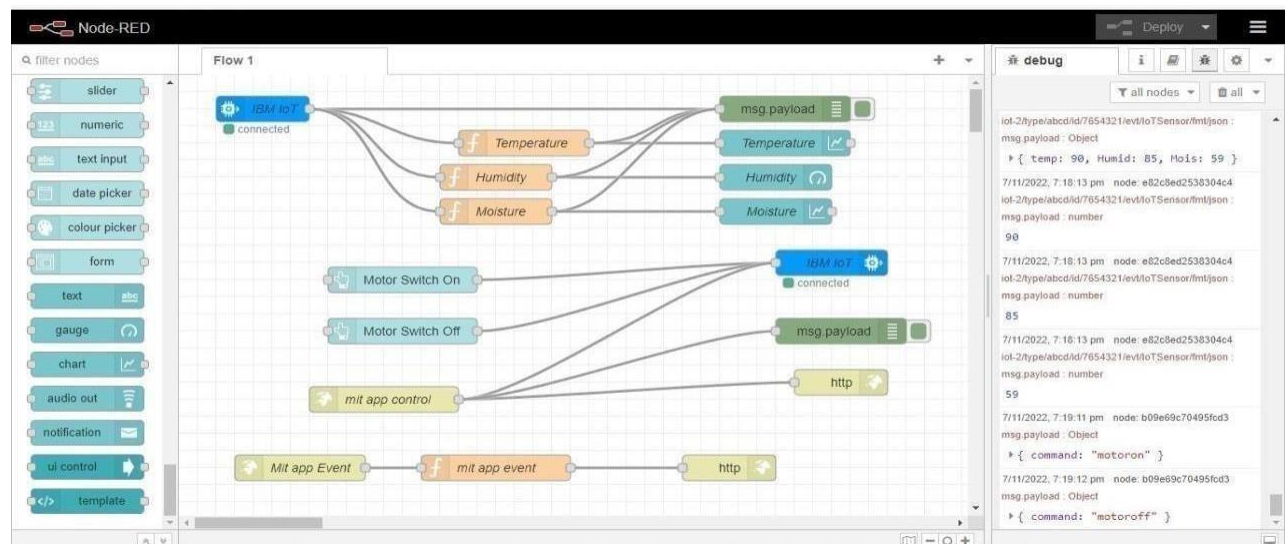 Node-RED
Deploy
filter nodes
Flow 1
debug
i
all nodes
all
slider
123 numeric
abc text input
date picker
colour picker
form
text abc
gauge
chart
audio out
notification
ui control
</> template
IBM IoT
connected
f Temperature
f Humidity
f Moisture
msg.payload
Temperature
Humidity
Moisture
Motor Switch On
Motor Switch Off
IBM IoT
connected
msg.payload
mit app control
http
Mit app Event
f mit app event
http
iot-2/type/abcd/id/7654321/evt/IoTSensor/fmt/json :
msg.payload : Object
{ temp: 90, Humid: 85, Mois: 59 }
7/11/2022, 7:18:13 pm node: e82c8ed2538304c4
iot-2/type/abcd/id/7654321/evt/IoTSensor/fmt/json :
msg.payload : number
90
7/11/2022, 7:18:13 pm node: e82c8ed2538304c4
iot-2/type/abcd/id/7654321/evt/IoTSensor/fmt/json :
msg.payload : number
85
7/11/2022, 7:18:13 pm node: e82c8ed2538304c4
iot-2/type/abcd/id/7654321/evt/IoTSensor/fmt/json :
msg.payload : number
59
7/11/2022, 7:19:11 pm node: b09e69c70495fcd3
msg.payload : Object
{ command: "motoron" }
7/11/2022, 7:19:12 pm node: b09e69c70495fcd3
msg.payload : Object
{ command: "motoroff" }